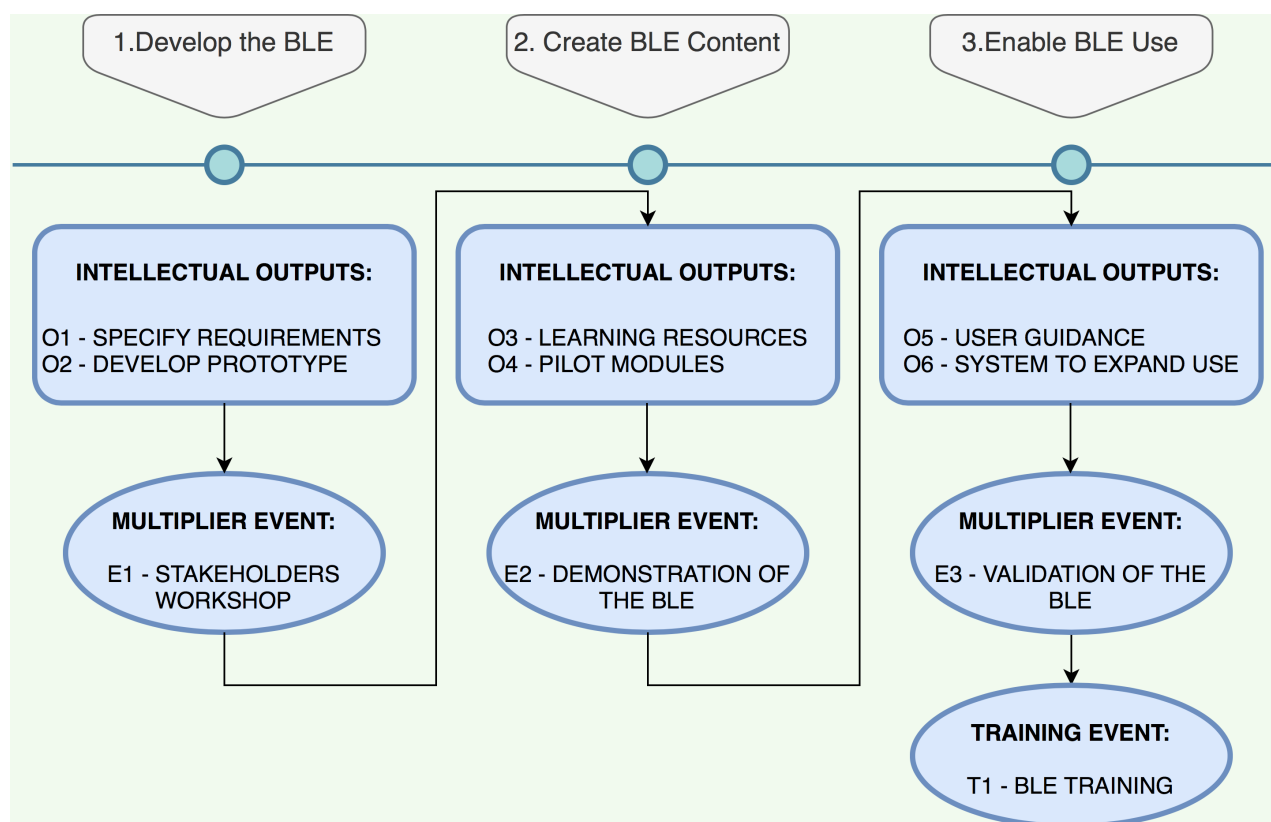 1.Develop the BLE
2. Create BLE Content
3.Enable BLE Use
INTELLECTUAL OUTPUTS:
O1 - SPECIFY REQUIREMENTS
O2 - DEVELOP PROTOTYPE
MULTIPLIER EVENT:
E1 - STAKEHOLDERS
WORKSHOP
INTELLECTUAL OUTPUTS:
O3 - LEARNING RESOURCES
O4 - PILOT MODULES
MULTIPLIER EVENT:
E2 - DEMONSTRATION OF
THE BLE
INTELLECTUAL OUTPUTS:
O5 - USER GUIDANCE
O6 - SYSTEM TO EXPAND USE
MULTIPLIER EVENT:
E3 - VALIDATION OF THE
BLE
TRAINING EVENT:
T1 - BLE TRAINING